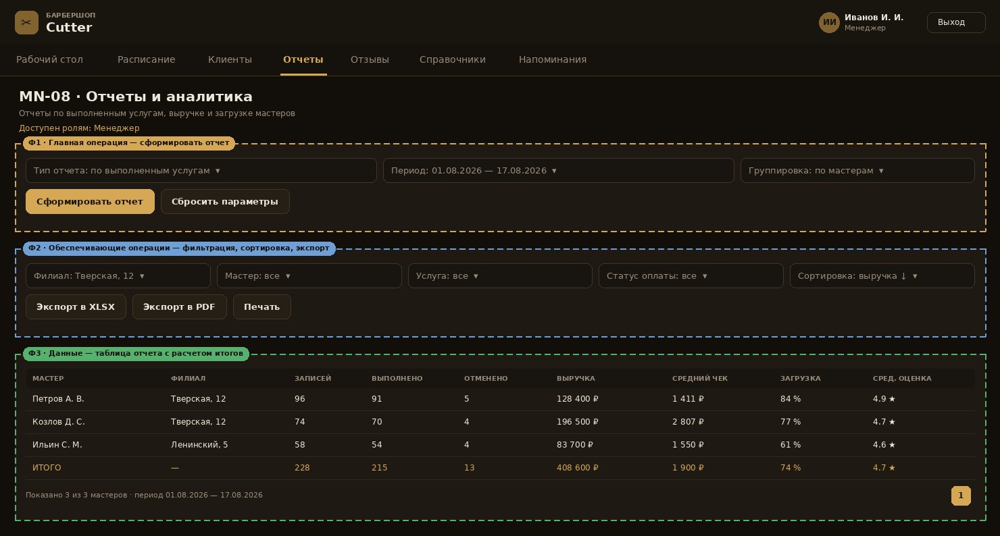 БАРБЕРШОП
Cutter
ИИ
Иванов И. И.
Менеджер
Выход
Рабочий стол Расписание Клиенты Отчеты Отзывы Справочники Напоминания
MN-08 · Отчеты и аналитика
Отчеты по выполненным услугам, выручке и загрузке мастеров
Доступен ролям: Менеджер
Ф1 · Главная операция — сформировать отчет
Тип отчета: по выполненным услугам ▾ Период: 01.08.2026 — 17.08.2026 ▾ Группировка: по мастерам ▾
Сформировать отчет Сбросить параметры
Ф2 · Обеспечивающие операции — фильтрация, сортировка, экспорт
Филиал: Тверская, 12 ▾ Мастер: все ▾ Услуга: все ▾ Статус оплаты: все ▾ Сортировка: выручка ↓ ▾
Экспорт в XLSX Экспорт в PDF Печать
Ф3 · Данные — таблица отчета с расчетом итогов
МАСТЕР ФИЛИАЛ ЗАПИСЕЙ ВЫПОЛНЕНО ОТМЕНЕНО ВЫРУЧКА СРЕДНИЙ ЧЕК ЗАГРУЗКА СРЕД. ОЦЕНКА
Петров А. В. Тверская, 12 96 91 5 128 400 ₽ 1 411 ₽ 84 % 4.9 ★
Козлов Д. С. Тверская, 12 74 70 4 196 500 ₽ 2 807 ₽ 77 % 4.7 ★
Ильин С. М. Ленинский, 5 58 54 4 83 700 ₽ 1 550 ₽ 61 % 4.6 ★
ИТОГО — 228 215 13 408 600 ₽ 1 900 ₽ 74 % 4.7 ★
Показано 3 из 3 мастеров · период 01.08.2026 — 17.08.2026
1